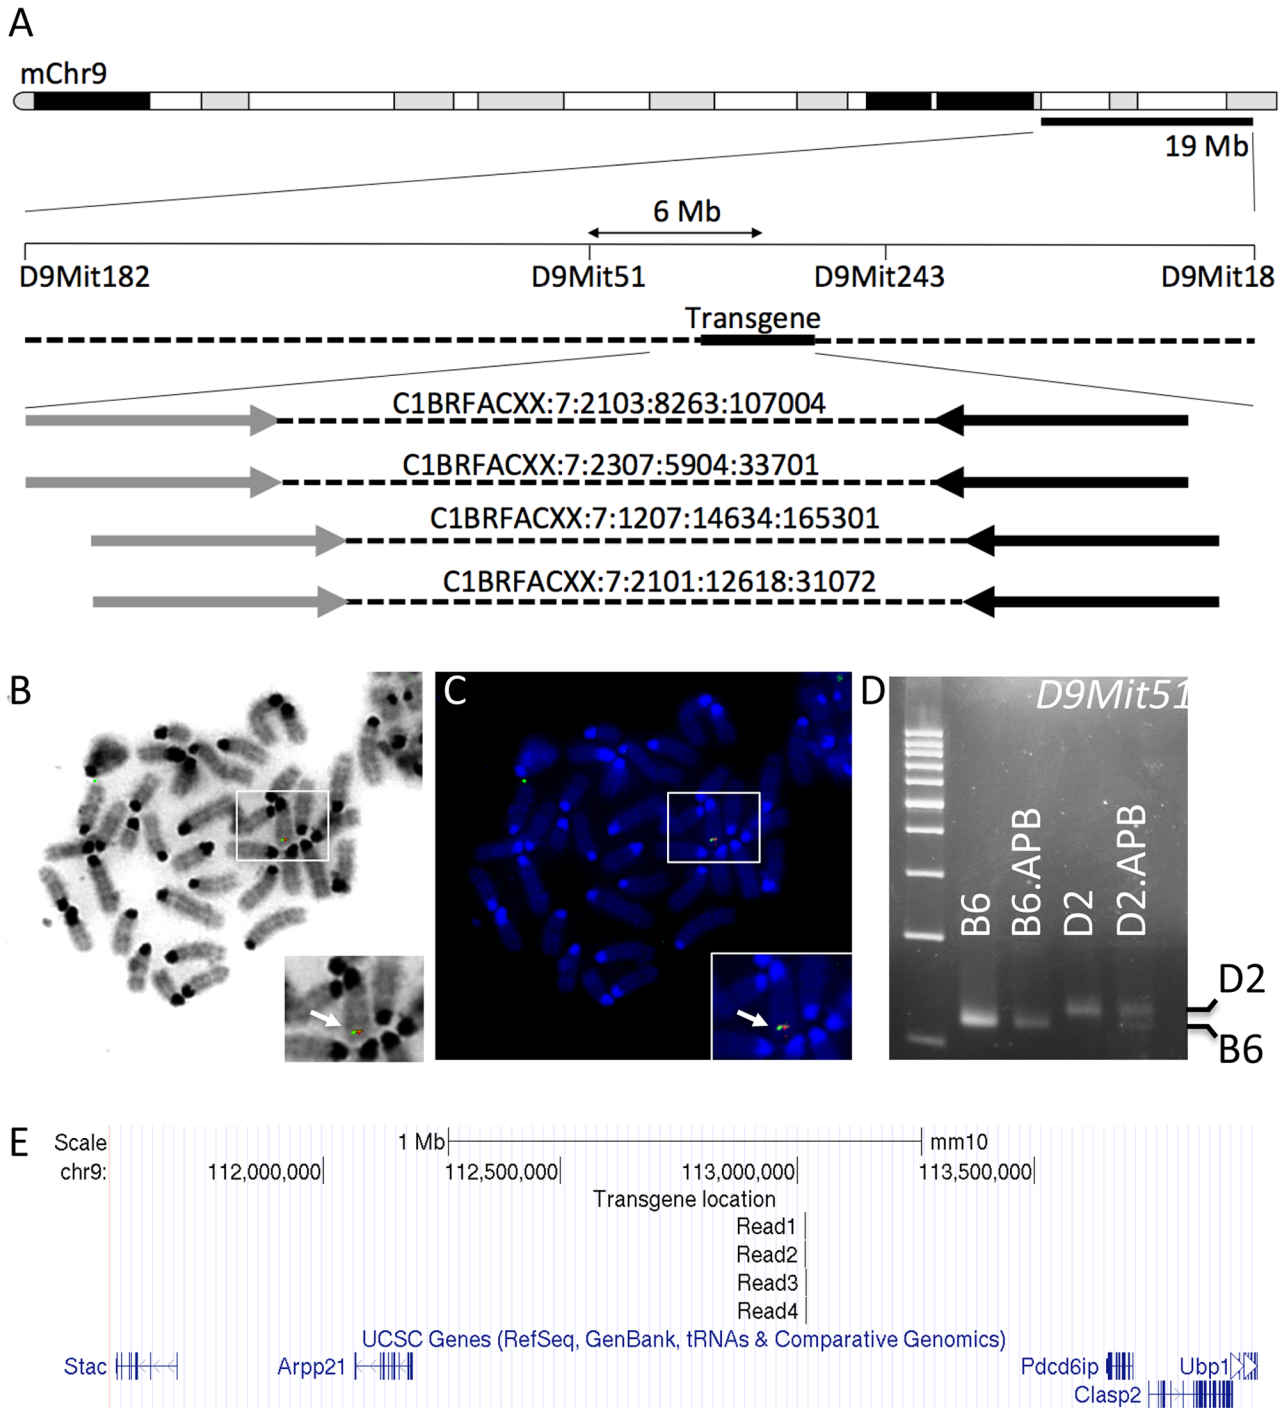 A
mChr9
19 Mb
6 Mb
D9Mit182 D9Mit51 D9Mit243 D9Mit18
Transgene
C1BRFACXX:7:2103:8263:107004
C1BRFACXX:7:2307:5904:33701
C1BRFACXX:7:1207:14634:165301
C1BRFACXX:7:2101:12618:31072
B
C
D
D9Mit51
B6
B6.APB
D2
D2.APB
D2
B6
E
Scale 1 Mb mm10
chr9: 112,000,000 112,500,000 113,000,000 113,500,000
Transgene location
Read1
Read2
Read3
Read4
UCSC Genes (RefSeq, GenBank, tRNAs & Comparative Genomics)
Stac Arpp21 Pdcd6ip Ubp1
Clasp2